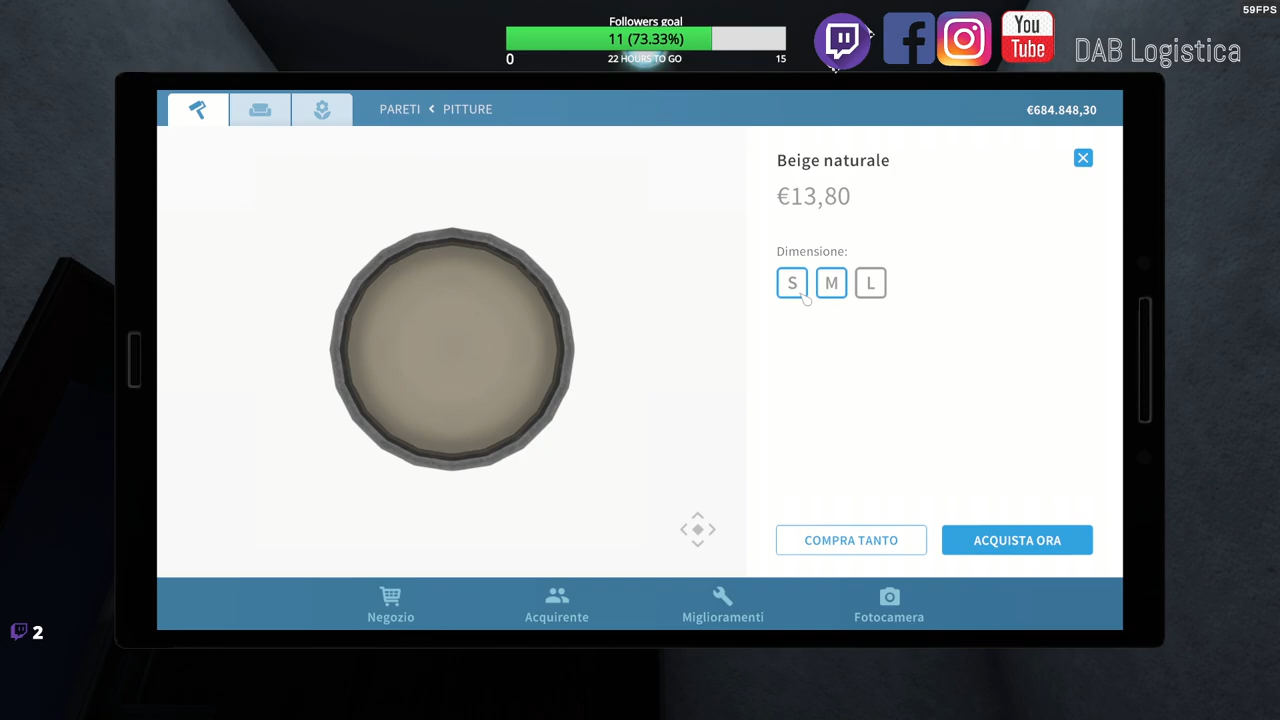 59FPS
Followers goal
11 (73.33%)
0
22 HOURS TO GO
15
You
Tube
DAB Logistica
PARETI < PITTURE
€684.848,30
Beige naturale
€13,80
Dimensione:
S M L
COMPRA TANTO
ACQUISTA ORA
Negozio
Acquirente
Miglioramenti
Fotocamera
2